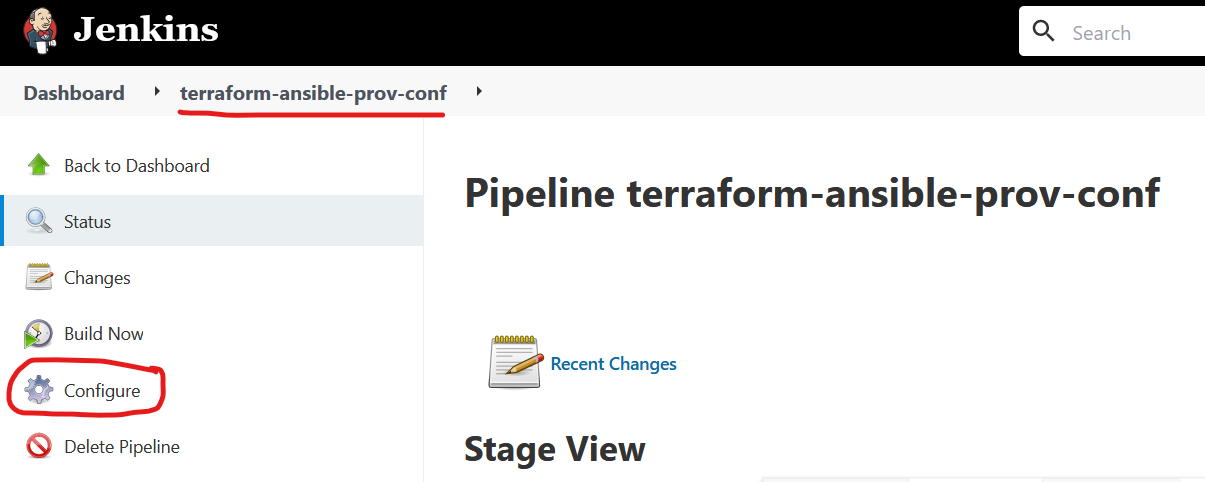 Jenkins
Search
Dashboard
terraform-ansible-prov-conf
Back to Dashboard
Status
Changes
Build Now
Configure
Delete Pipeline
Pipeline terraform-ansible-prov-conf
Recent Changes
Stage View